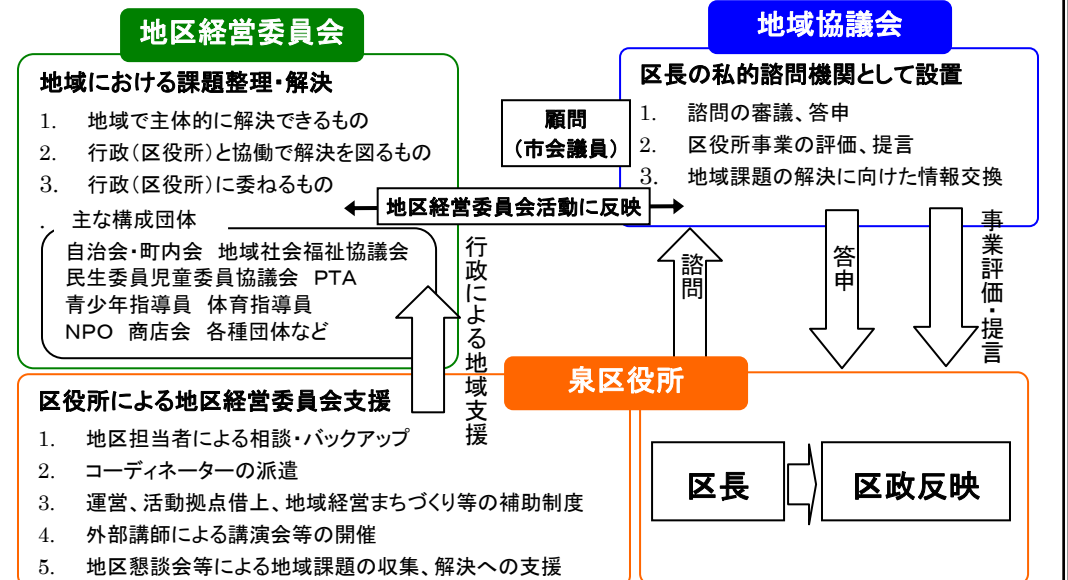 地区経営委員会
地域における課題整理・解決
1. 地域で主体的に解決できるもの
2. 行政（区役所）と協働で解決を図るもの
3. 行政（区役所）に委ねるもの
. 主な構成団体
自治会・町内会 地域社会福祉協議会
民生委員児童委員協議会 PTA
青少年指導員 体育指導員
NPO 商店会 各種団体など
地域協議会
区長の私的諮問機関として設置
1. 諮問の審議、答申
2. 区役所事業の評価、提言
3. 地域課題の解決に向けた情報交換
顧問
（市会議員）
地区経営委員会活動に反映
行政による地域支援
諮問
答申
事業評価・提言
泉区役所
区役所による地区経営委員会支援
1. 地区担当者による相談・バックアップ
2. コーディネーターの派遣
3. 運営、活動拠点借上、地域経営まちづくり等の補助制度
4. 外部講師による講演会等の開催
5. 地区懇談会等による地域課題の収集、解決への支援
区長
区政反映